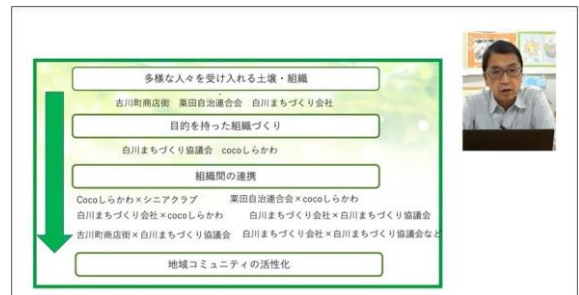 多様な人々を受け入れる土壌・組織
古川町商店街 粟田自治連合会 白川まちづくり会社
目的を持った組織づくり
白川まちづくり協議会 cocoしらかわ
組織間の連携
Cocoしらかわ×シニアクラブ 粟田自治連合会×cocoしらかわ
白川まちづくり会社×cocoしらかわ 白川まちづくり会社×白川まちづくり協議会
古川町商店街×白川まちづくり協議会 白川まちづくり会社×白川まちづくり協議会など
地域コミュニティの活性化